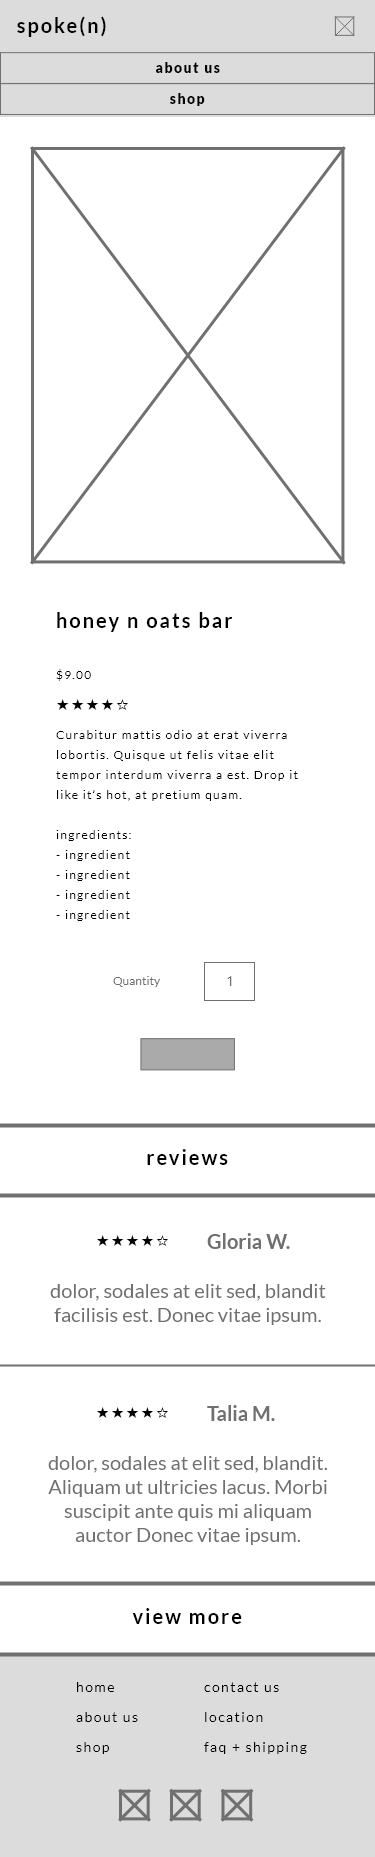 spoke(n)
about us
shop
honey n oats bar
$9.00
★★★★☆
Curabitur mattis odio at erat viverra
lobortis. Quisque ut felis vitae elit
tempor interdum viverra a est. Drop it
like it's hot, at pretium quam.
ingredients:
- ingredient
- ingredient
- ingredient
- ingredient
Quantity 1
reviews
★★★★☆ Gloria W.
dolor, sodales at elit sed, blandit
facilisis est. Donec vitae ipsum.
★★★★☆ Talia M.
dolor, sodales at elit sed, blandit.
Aliquam ut ultricies lacus. Morbi
suscipit ante quis mi aliquam
auctor Donec vitae ipsum.
view more
home contact us
about us location
shop faq + shipping